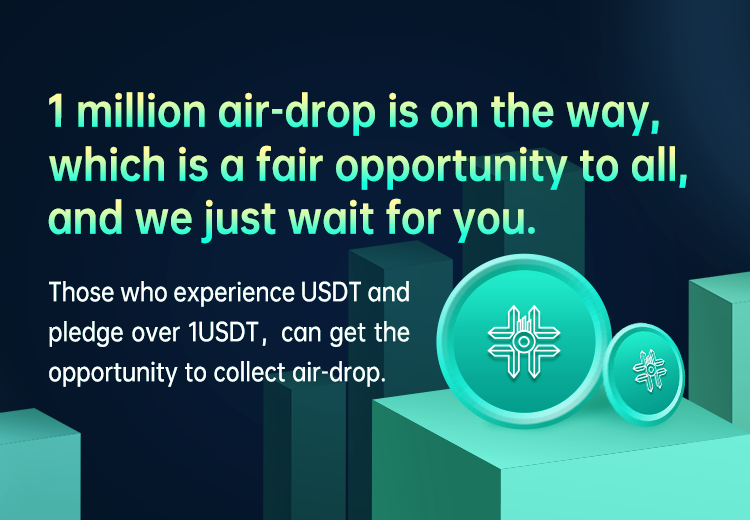 1 million air-drop is on the way,
which is a fair opportunity to all,
and we just wait for you.
Those who experience USDT and
pledge over 1USDT, can get the
opportunity to collect air-drop.